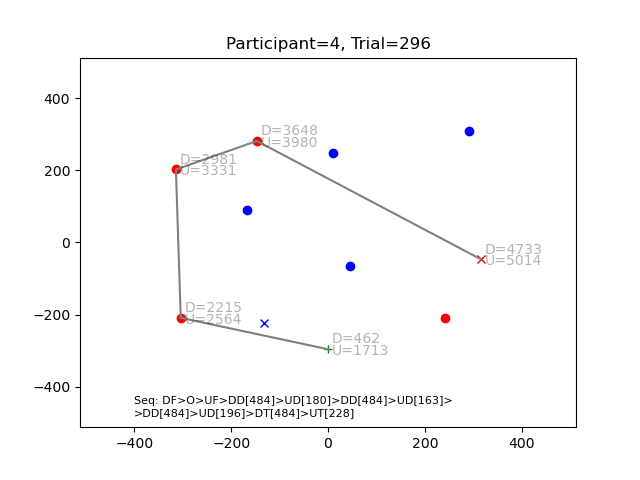 Participant=4, Trial=296
400
200
0
−200
−400
D=3648
U=3980
D=2981
U=3331
D=4733
U=5014
D=2215
U=2564
D=462
U=1713
Seq: DF>O>UF>DD[484]>UD[180]>DD[484]>UD[163]>
>DD[484]>UD[196]>DT[484]>UT[228]
−400 −200 0 200 400